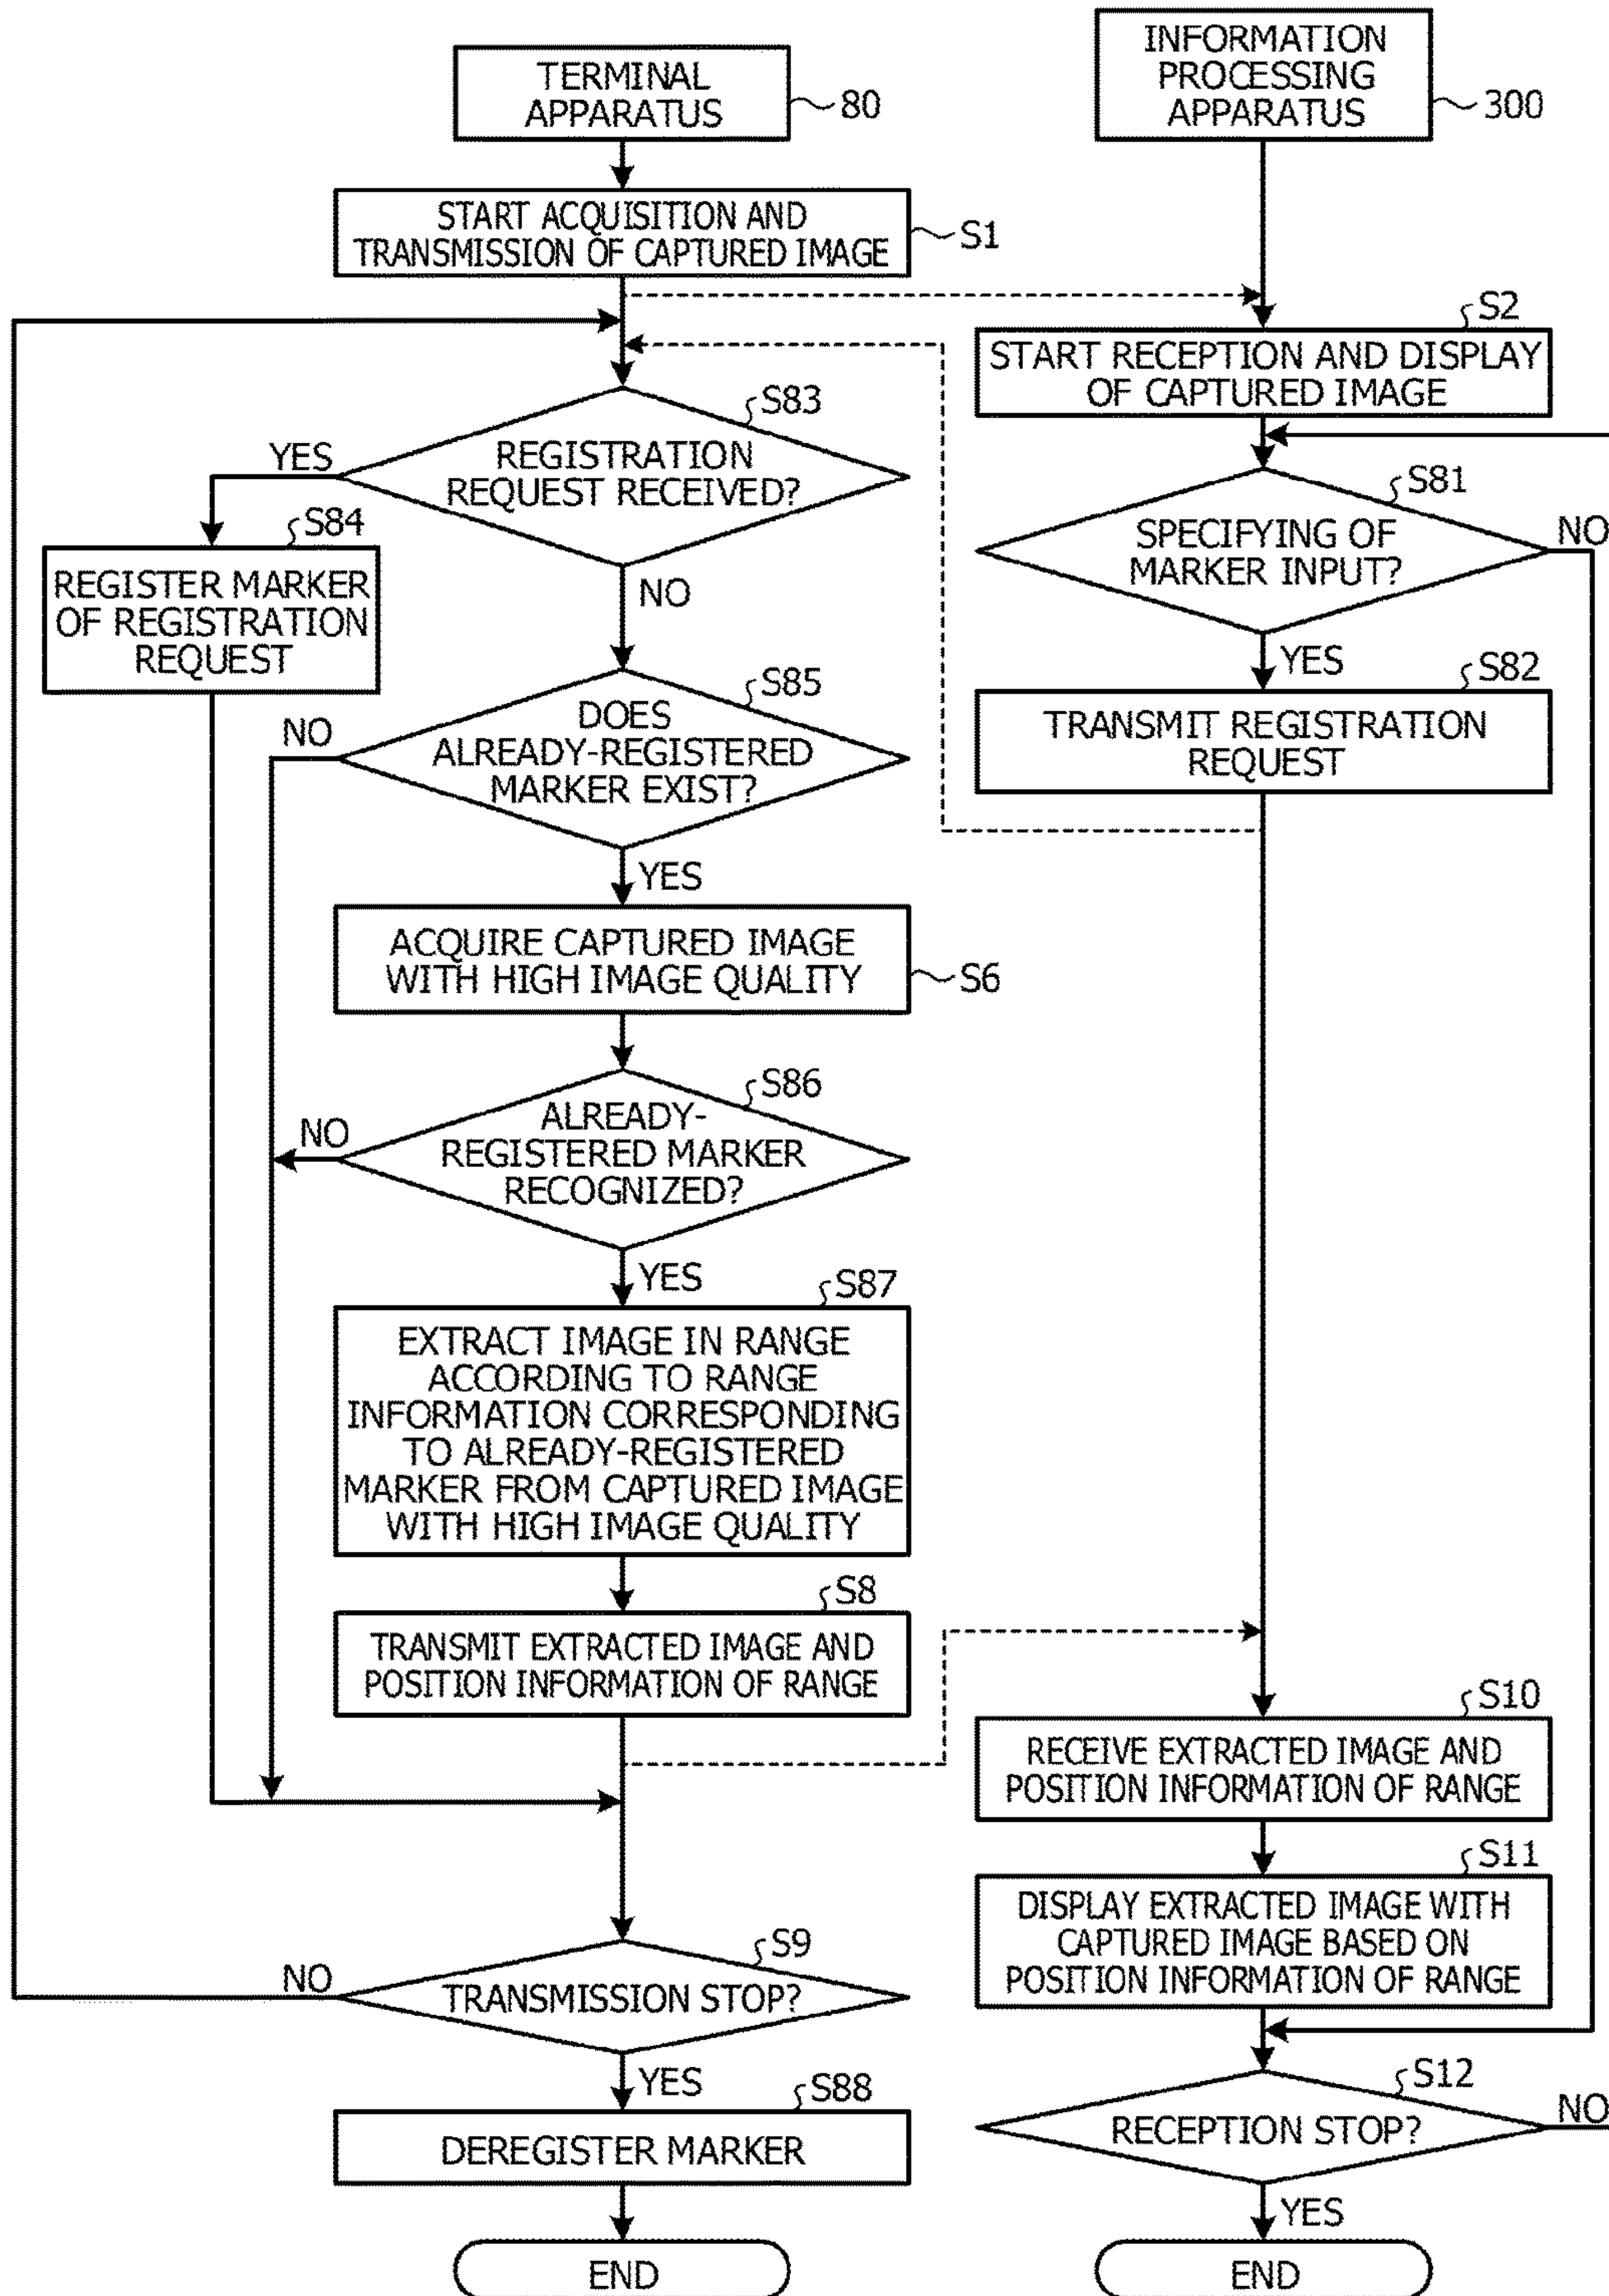 TERMINAL
APPARATUS
80
START ACQUISITION AND
TRANSMISSION OF CAPTURED IMAGE
S1
S83
REGISTRATION
REQUEST RECEIVED?
YES
NO
S84
REGISTER MARKER
OF REGISTRATION
REQUEST
S85
DOES
ALREADY-REGISTERED
MARKER EXIST?
NO
YES
ACQUIRE CAPTURED IMAGE
WITH HIGH IMAGE QUALITY
S6
S86
ALREADY-
REGISTERED MARKER
RECOGNIZED?
NO
YES
S87
EXTRACT IMAGE IN RANGE
ACCORDING TO RANGE
INFORMATION CORRESPONDING
TO ALREADY-REGISTERED
MARKER FROM CAPTURED IMAGE
WITH HIGH IMAGE QUALITY
S8
TRANSMIT EXTRACTED IMAGE AND
POSITION INFORMATION OF RANGE
S9
TRANSMISSION STOP?
NO
YES
S88
DEREGISTER MARKER
END
INFORMATION
PROCESSING
APPARATUS
300
S2
START RECEPTION AND DISPLAY
OF CAPTURED IMAGE
S81
SPECIFYING OF
MARKER INPUT?
NO
YES
S82
TRANSMIT REGISTRATION
REQUEST
S10
RECEIVE EXTRACTED IMAGE AND
POSITION INFORMATION OF RANGE
S11
DISPLAY EXTRACTED IMAGE WITH
CAPTURED IMAGE BASED ON
POSITION INFORMATION OF RANGE
S12
RECEPTION STOP?
NO
YES
END